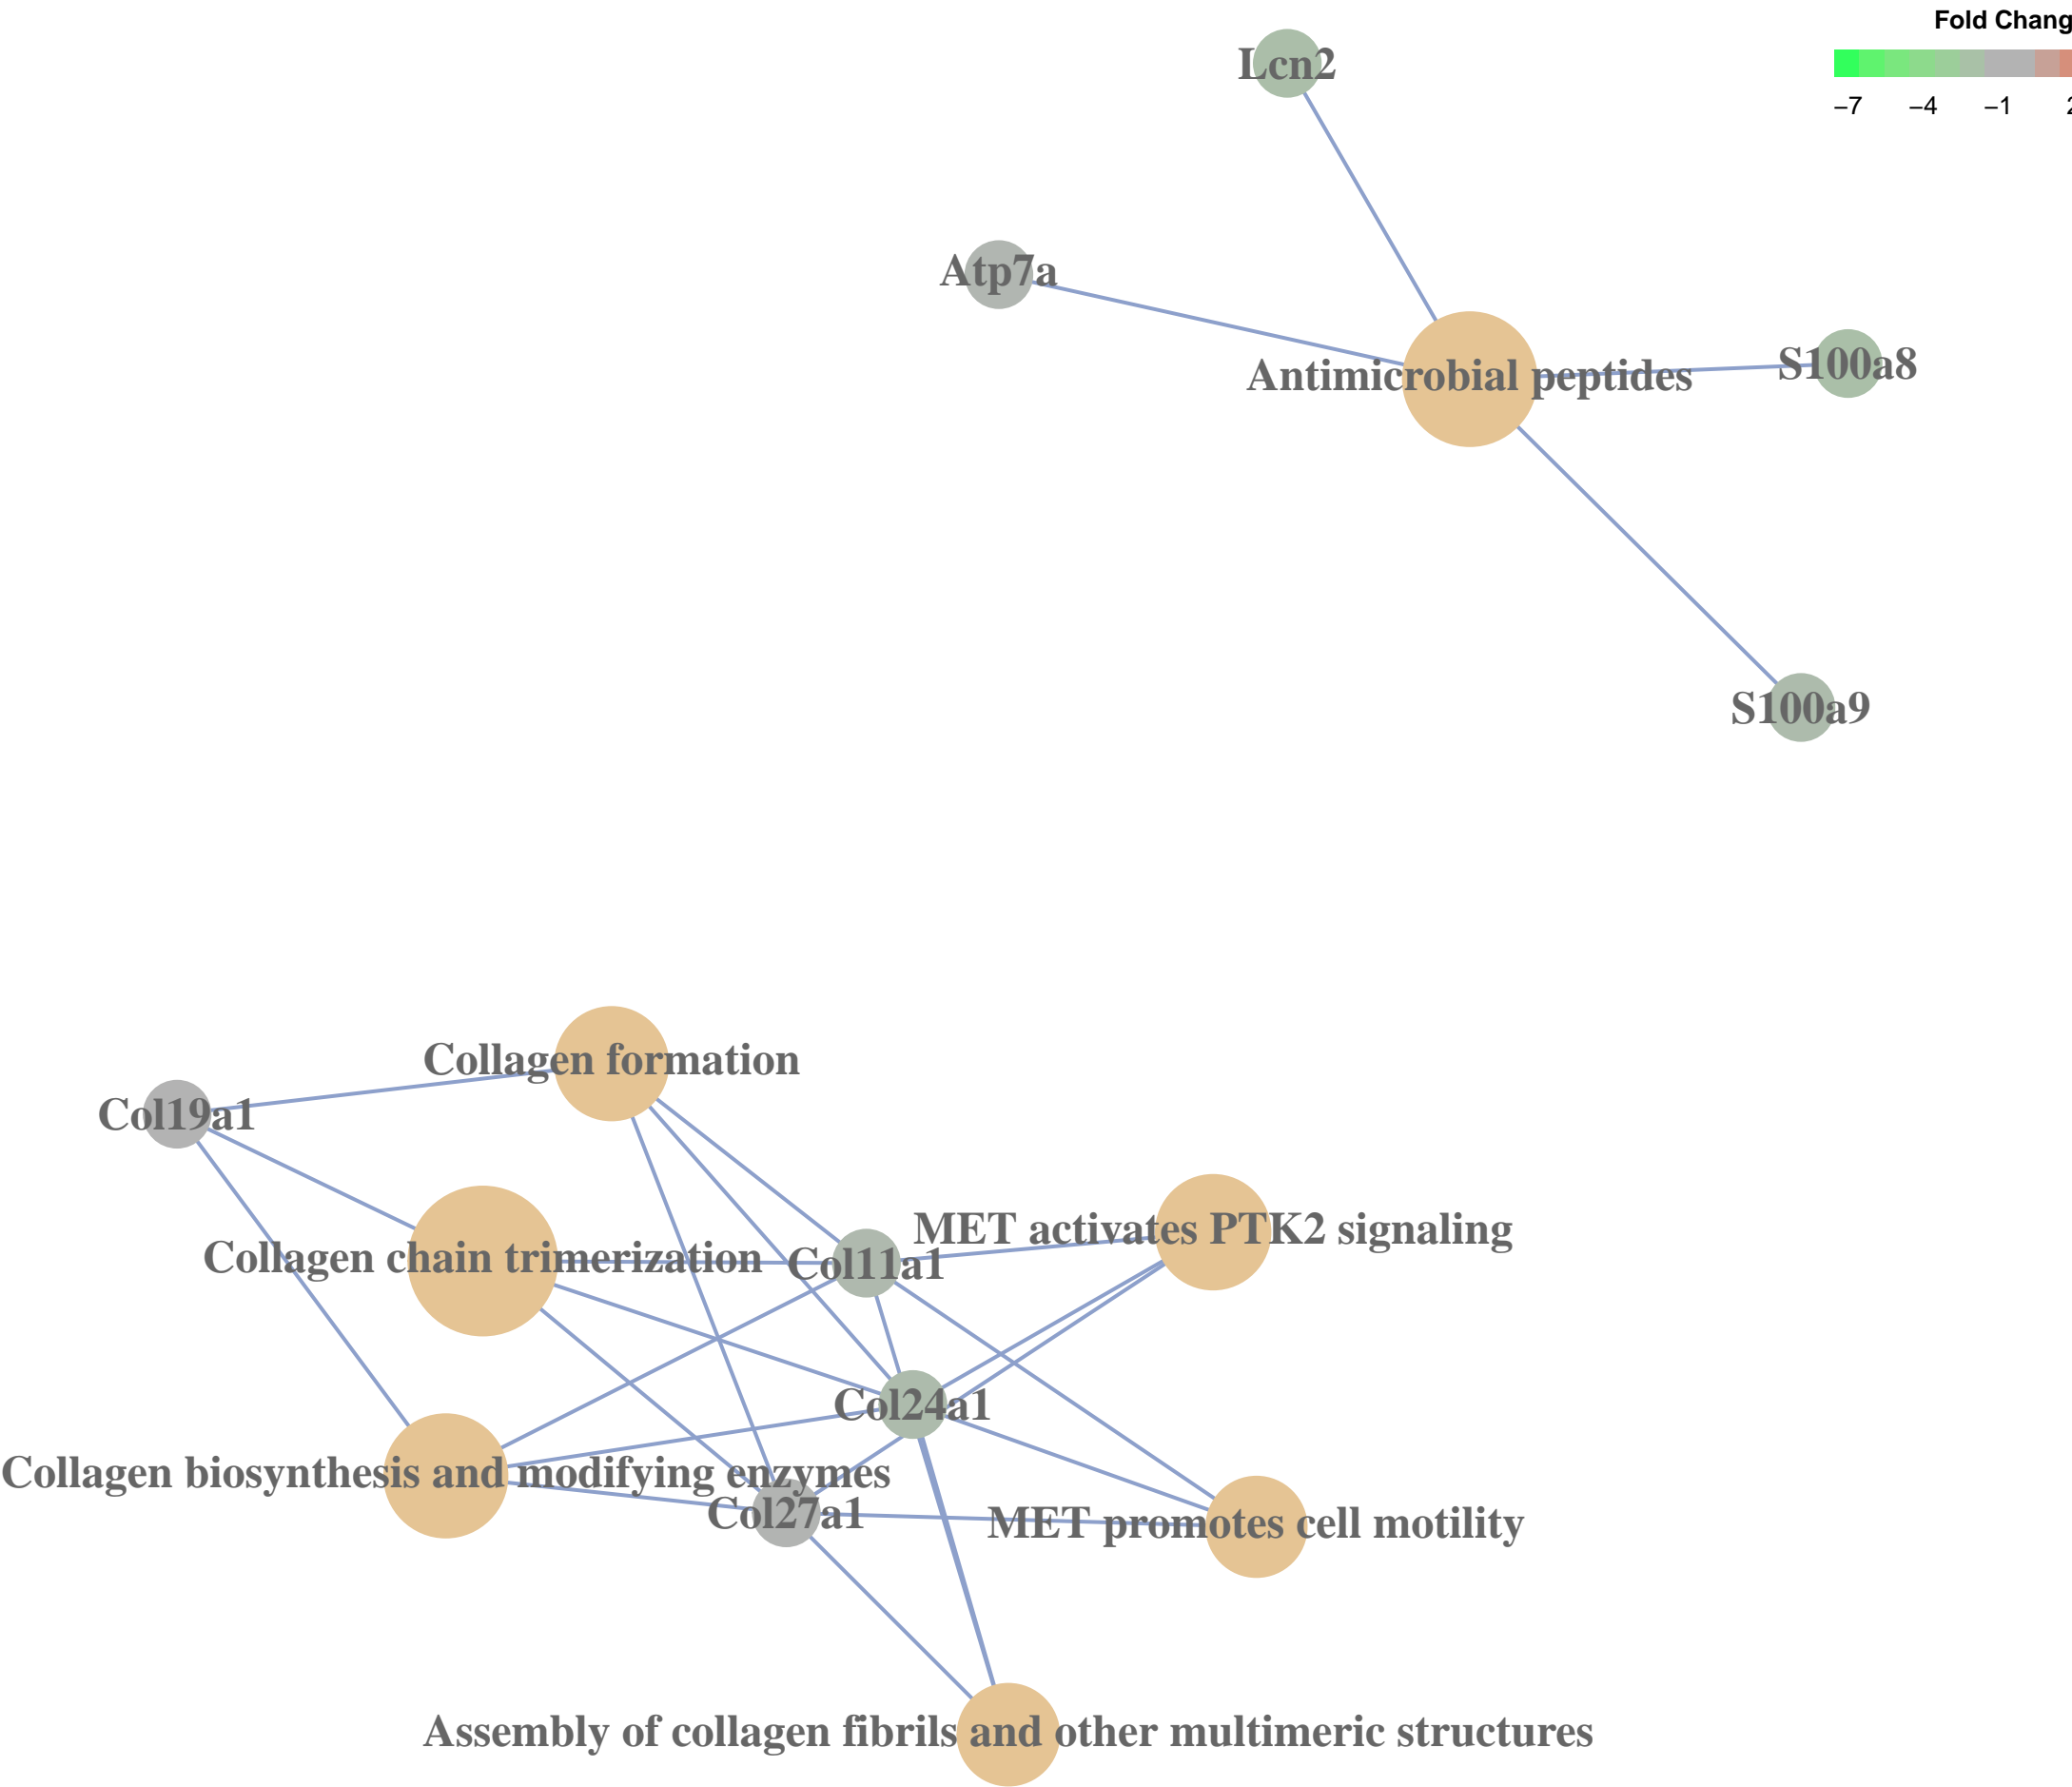 Fold Chang
−7 −4 −1 2
Lcn2
Atp7a
Antimicrobial peptides
S100a8
S100a9
Collagen formation
Col19a1
MET activates PTK2 signaling
Collagen chain trimerization
Col11a1
Col24a1
Collagen biosynthesis and modifying enzymes
Col27a1
MET promotes cell motility
Assembly of collagen fibrils and other multimeric structures